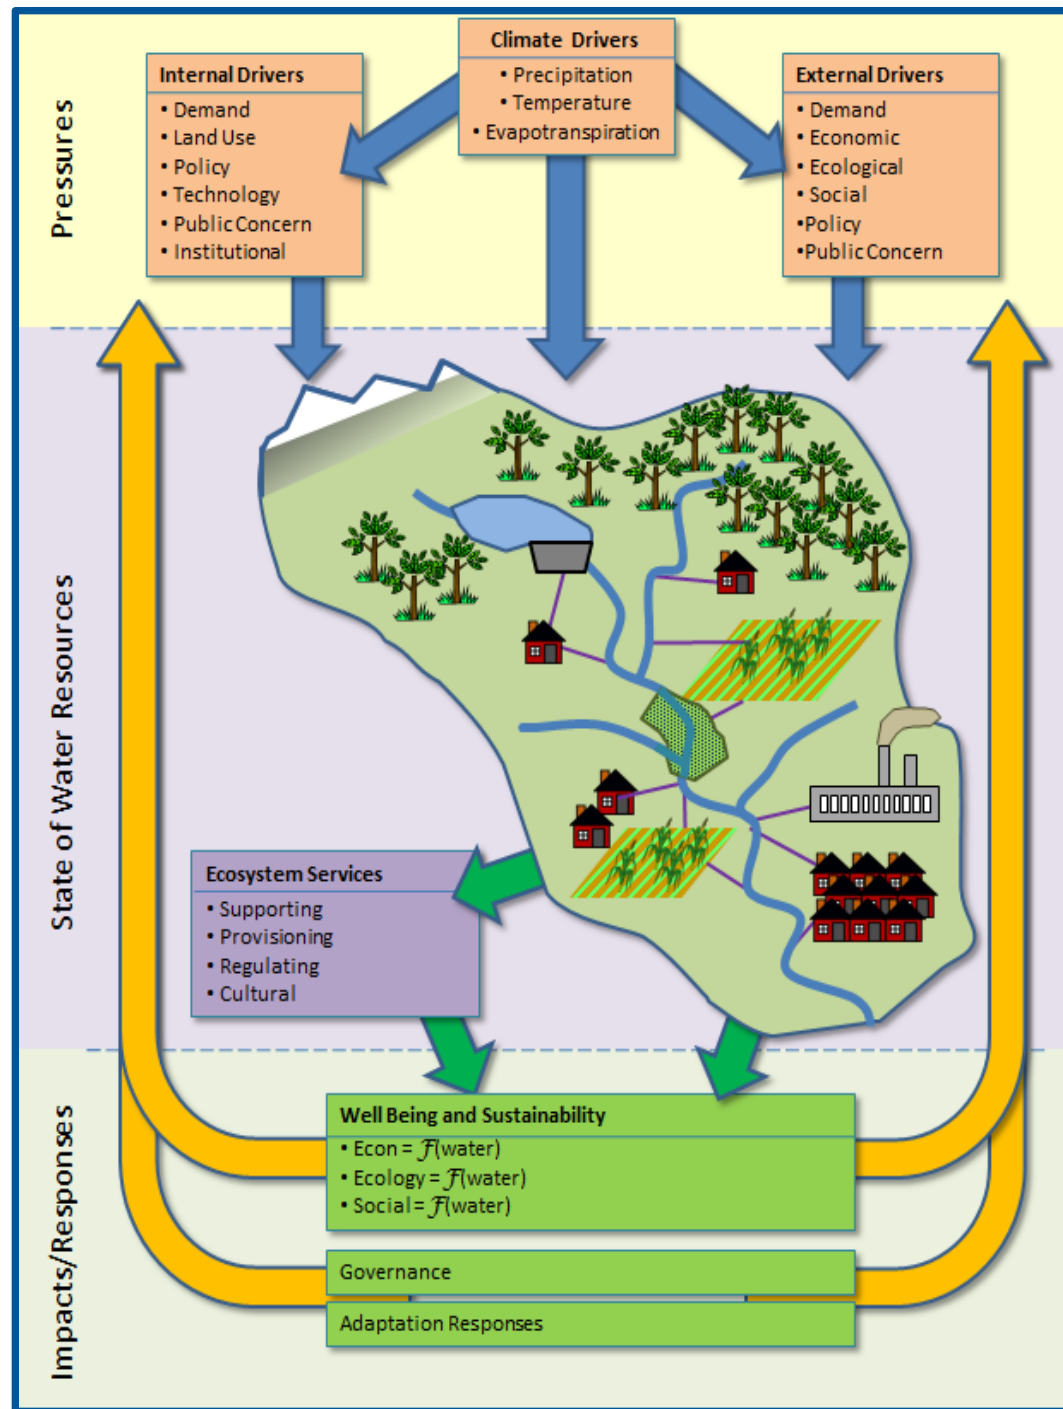 Climate Drivers
• Precipitation
• Temperature
• Evapotranspiration
Internal Drivers
• Demand
• Land Use
• Policy
• Technology
• Public Concern
• Institutional
External Drivers
• Demand
• Economic
• Ecological
• Social
•Policy
•Public Concern
Pressures
State of Water Resources
Ecosystem Services
• Supporting
• Provisioning
• Regulating
• Cultural
Impacts/Responses
Well Being and Sustainability
• Econ = ℱ(water)
• Ecology = ℱ(water)
• Social = ℱ(water)
Governance
Adaptation Responses